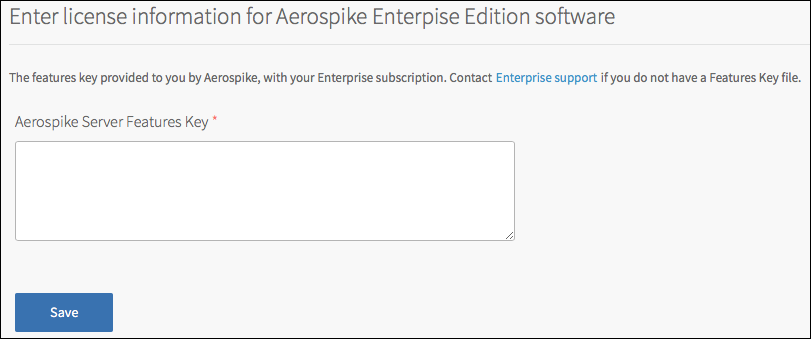 Enter license information for Aerospike Enterpise Edition software
The features key provided to you by Aerospike, with your Enterprise subscription. Contact Enterprise support if you do not have a Features Key file.
Aerospike Server Features Key *
Save